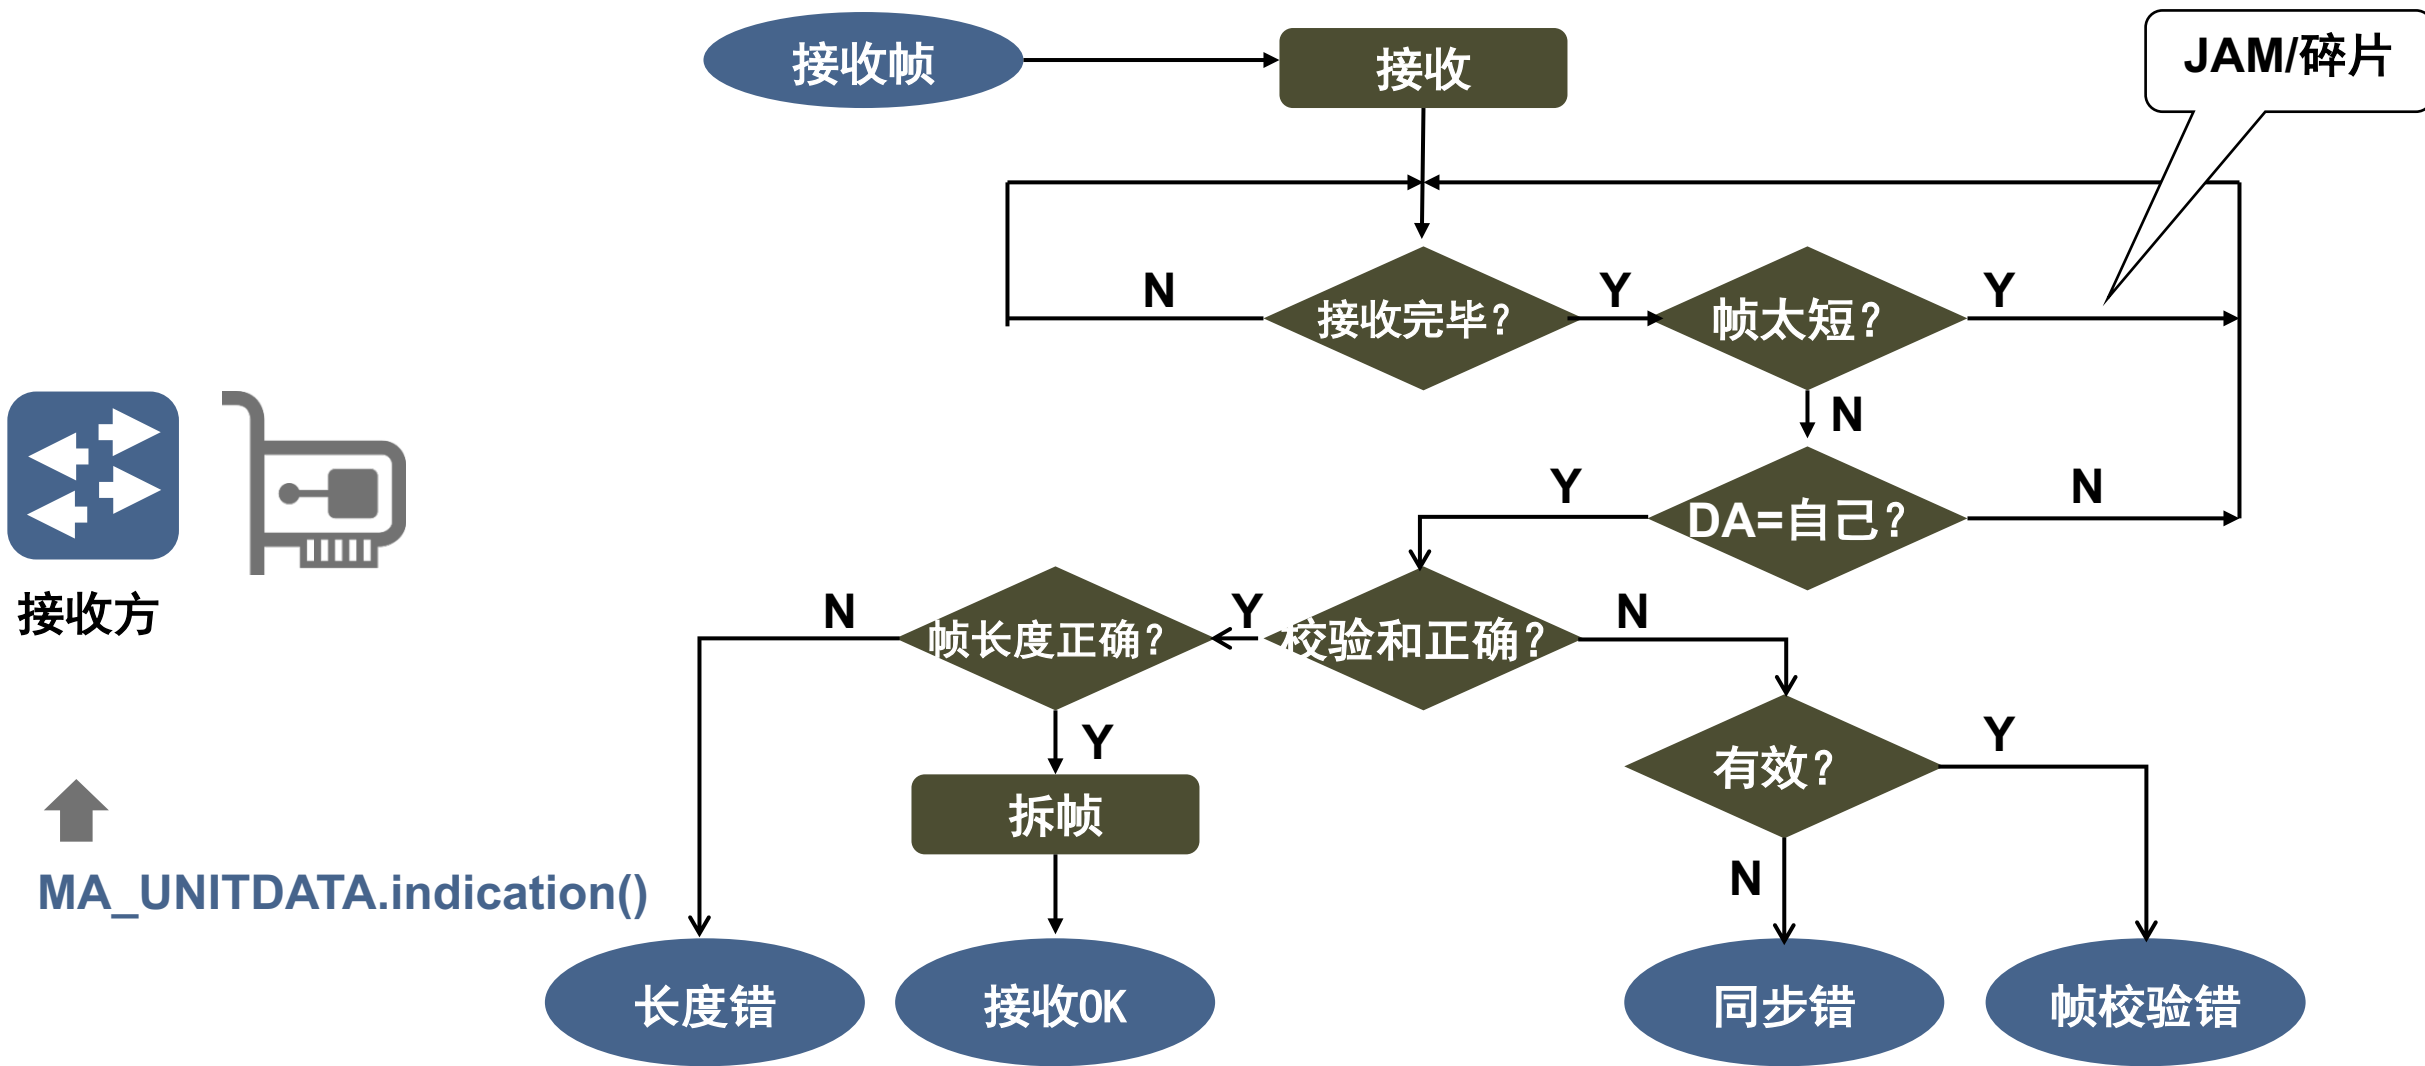 接收帧
接收
JAM/碎片
N
接收完毕？
Y
帧太短？
Y
N
Y
DA=自己？
N
接收方
N
帧长度正确？
Y
校验和正确？
N
Y
有效？
Y
拆帧
N
MA_UNITDATA.indication()
长度错
接收OK
同步错
帧校验错